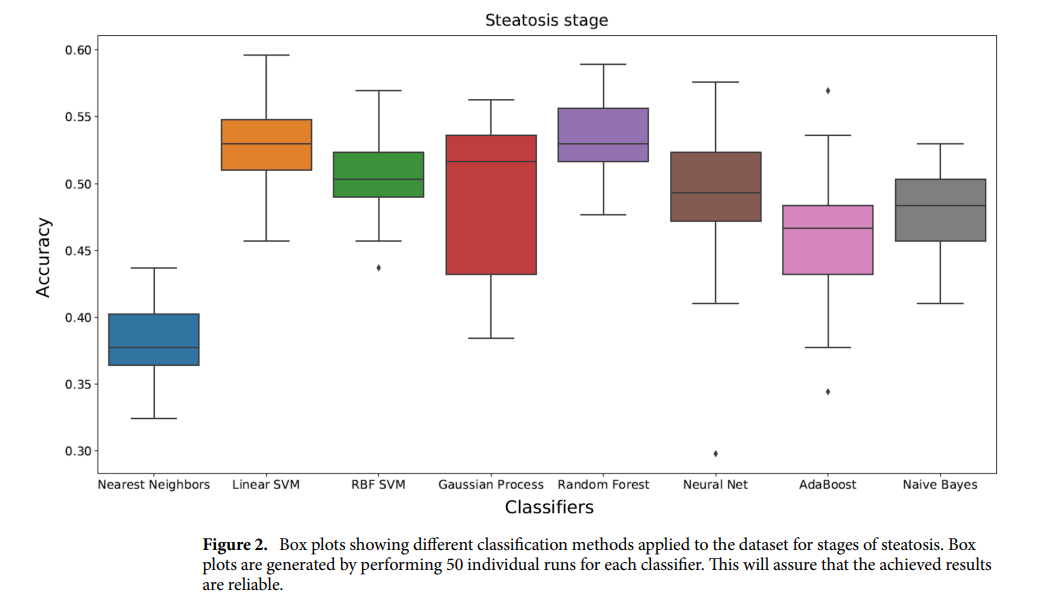 Steatosis stage
0.60
0.55
0.50
0.45
0.40
0.35
0.30
Accuracy
Nearest Neighbors Linear SVM RBF SVM Gaussian Process Random Forest Neural Net AdaBoost Naive Bayes
Classifiers
Figure 2. Box plots showing different classification methods applied to the dataset for stages of steatosis. Box
plots are generated by performing 50 individual runs for each classifier. This will assure that the achieved results
are reliable.